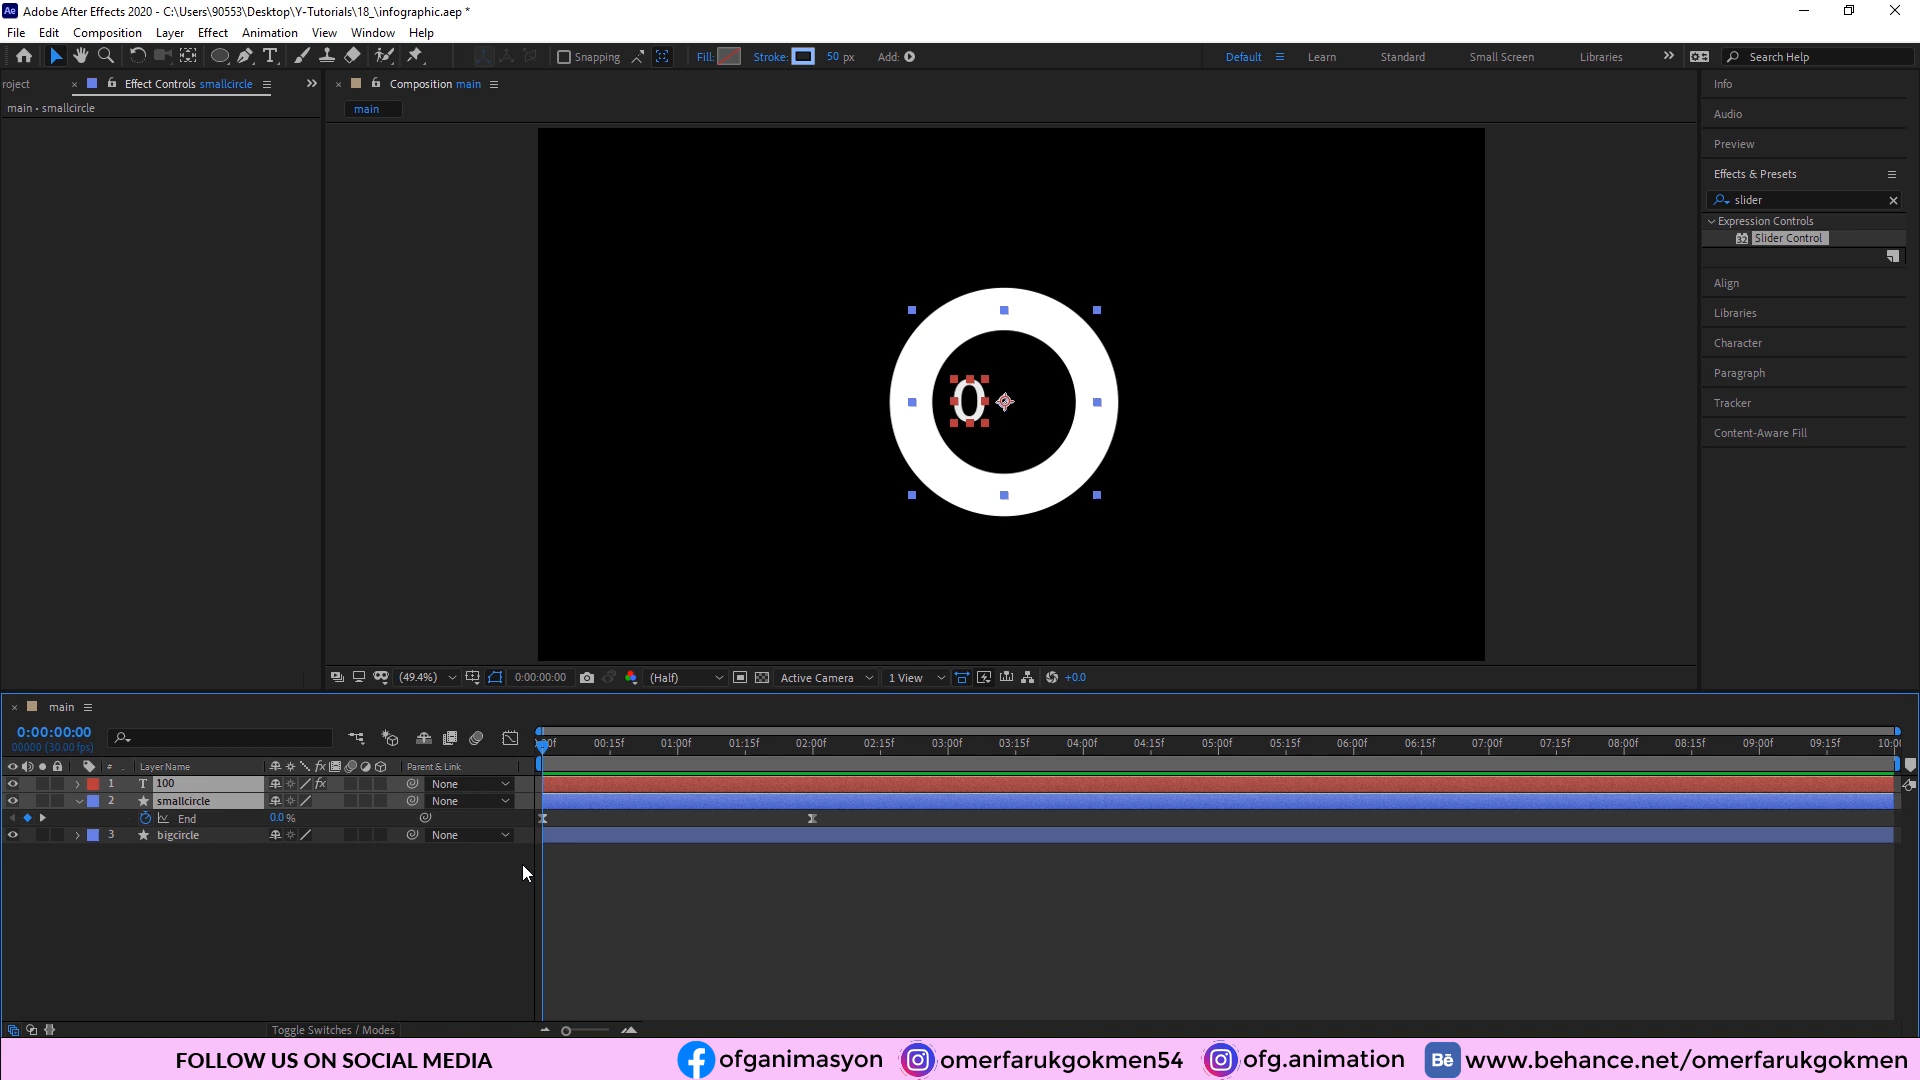 Ae Adobe After Effects 2020 - C:\Users\90553\Desktop\Y-Tutorials\18_\infographic.aep *
File Edit Composition Layer Effect Animation View Window Help
Snapping Fill: Stroke: 50 px Add: Default Learn Standard Small Screen Libraries Search Help
roject Effect Controls smallcircle Composition main Info
main • smallcircle main
Audio
Preview
Effects & Presets
slider
Expression Controls
32 Slider Control
Align
Libraries
Character
Paragraph
Tracker
Content-Aware Fill
0
(49.4%) 0:00:00:00 (Half) Active Camera 1 View +0.0
main
0:00:00:00
00000 (30.00 fps)
00f 00:15f 01:00f 01:15f 02:00f 02:15f 03:00f 03:15f 04:00f 04:15f 05:00f 05:15f 06:00f 06:15f 07:00f 07:15f 08:00f 08:15f 09:00f 09:15f 10:00
# Layer Name fx Parent & Link
1 T 100 fx None
2 smallcircle None
End 0.0 %
3 bigcircle None
Toggle Switches / Modes
FOLLOW US ON SOCIAL MEDIA ofganimasyon omerfarukgokmen54 ofg.animation Bē www.behance.net/omerfarukgokmen